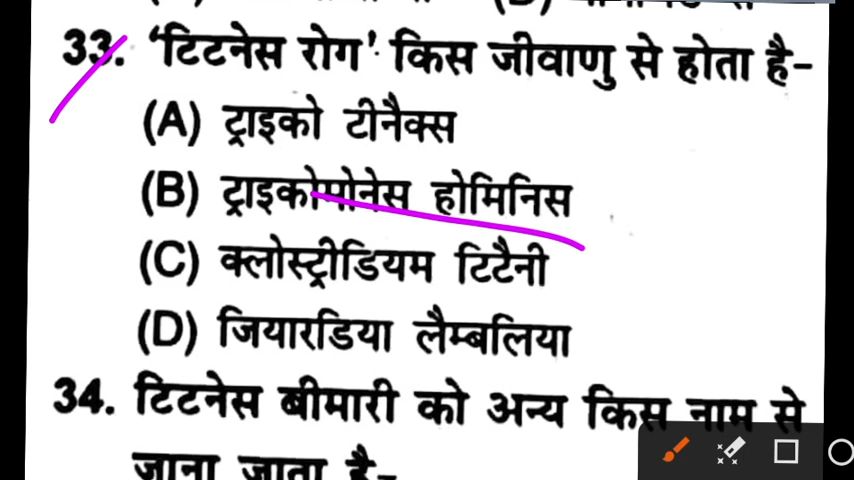 33. 'टिटनेस रोग' किस जीवाणु से होता है-
(A) ट्राइको टीनैक्स
(B) ट्राइकोमोनेस होमिनिस
(C) क्लोस्ट्रीडियम टिटैनी
(D) जियारडिया लैम्बलिया
34. टिटनेस बीमारी को अन्य किस नाम से
जाना जाता है-